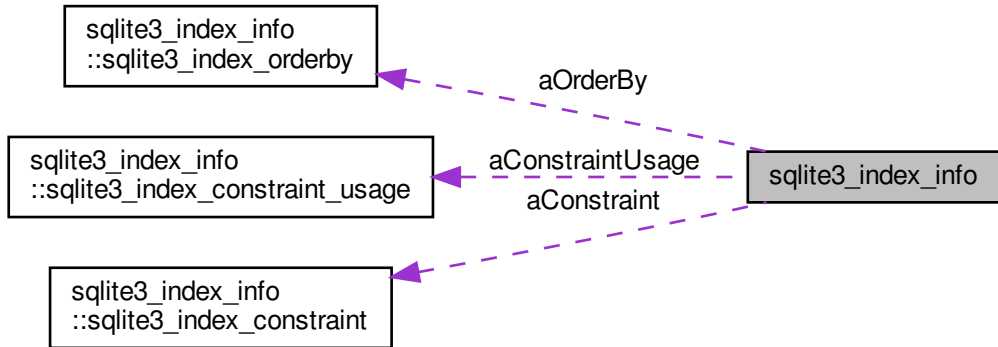 sqlite3_index_info
::sqlite3_index_orderby
aOrderBy
sqlite3_index_info
::sqlite3_index_constraint_usage
aConstraintUsage
sqlite3_index_info
aConstraint
sqlite3_index_info
::sqlite3_index_constraint